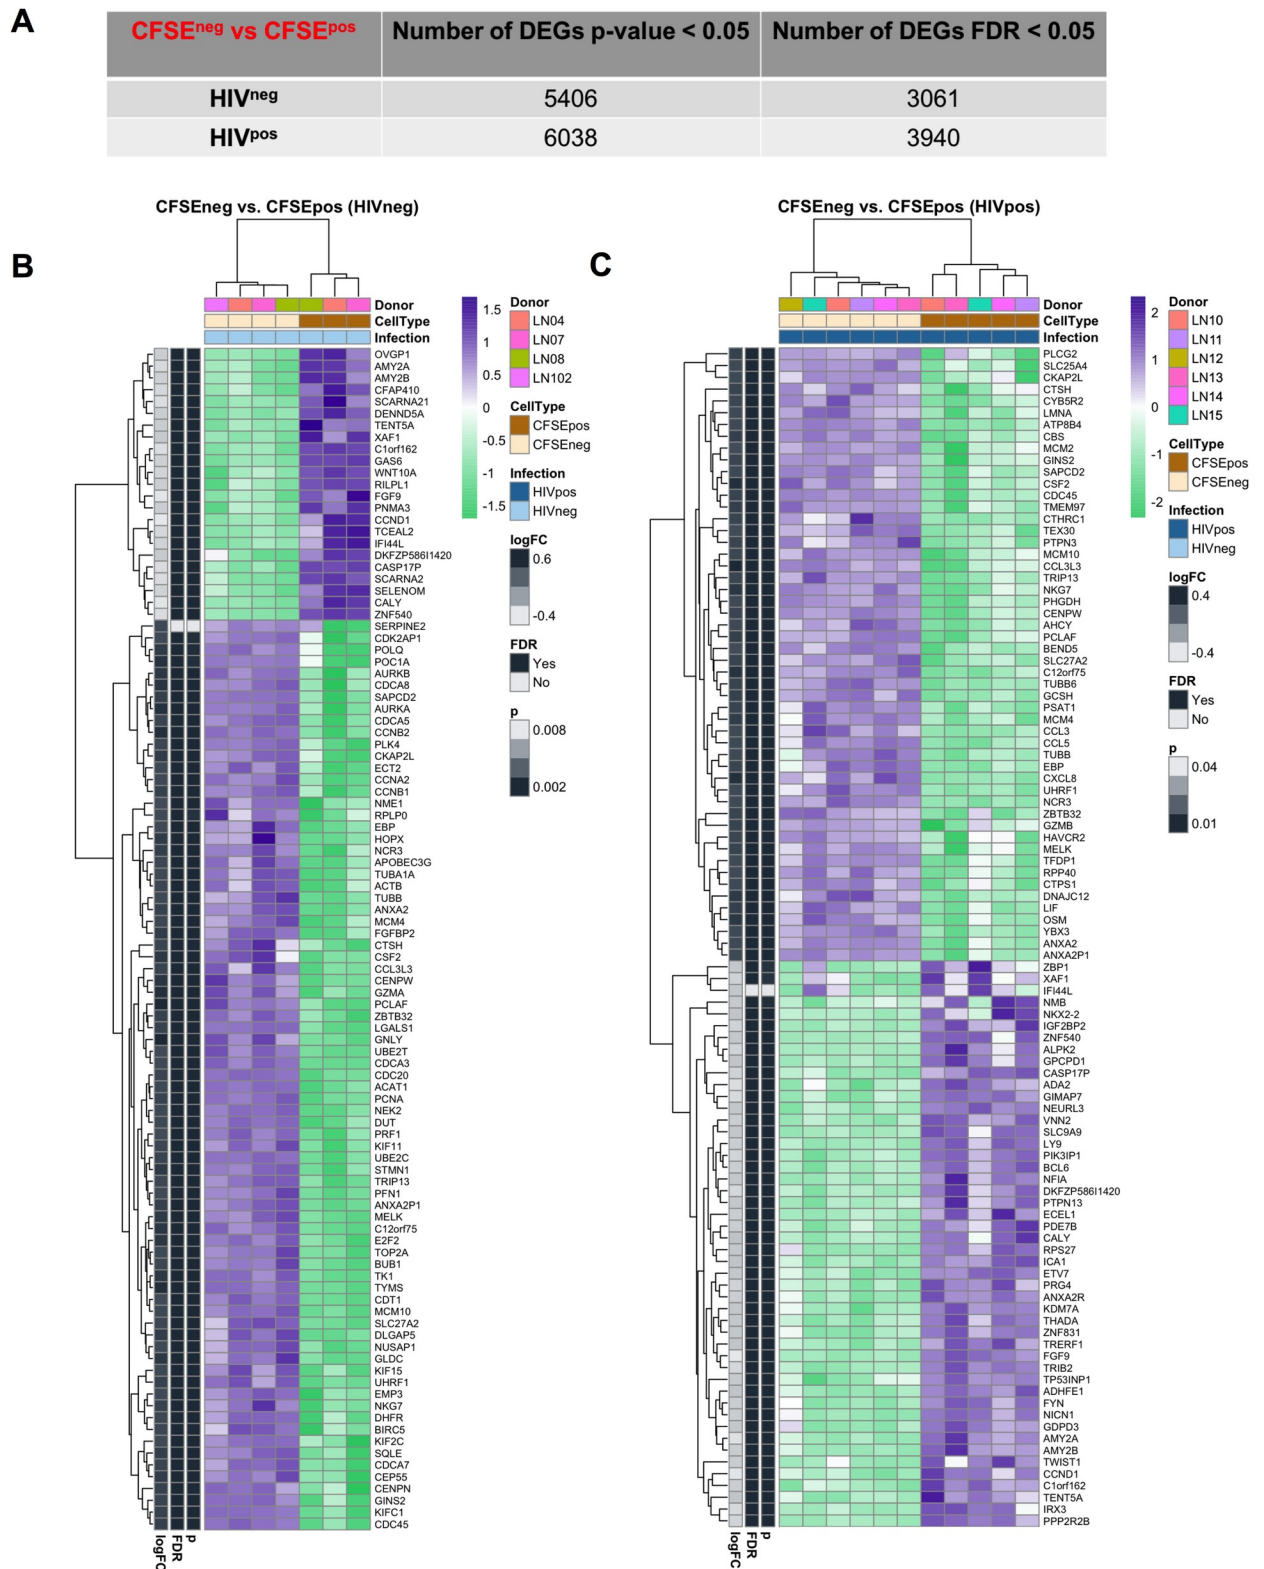 A
CFSEneg vs CFSEpos
Number of DEGs p-value < 0.05
Number of DEGs FDR < 0.05
HIVneg
5406
3061
HIVpos
6038
3940
B
CFSEneg vs. CFSEpos (HIVneg)
Donor
CellType
Infection
OVGP1
AMY2A
AMY2B
CFAP410
SCARNA21
DENND5A
TENT5A
XAF1
C1orf162
GAS6
WNT10A
RILPL1
FGF9
PNMA3
CCND1
TCEAL2
IFI44L
DKFZP586I1420
CASP17P
SCARNA2
SELENOM
CALY
ZNF540
SERPINE2
CDK2AP1
POLQ
POC1A
AURKB
CDCA8
SAPCD2
AURKA
CDCA5
CCNB2
PLK4
CKAP2L
ECT2
CCNA2
CCNB1
NME1
RPLP0
EBP
HOPX
NCR3
APOBEC3G
TUBA1A
ACTB
TUBB
ANXA2
MCM4
FGFBP2
CTSH
CSF2
CCL3L3
CENPW
GZMA
PCLAF
ZBTB32
LGALS1
GNLY
UBE2T
CDCA3
CDC20
ACAT1
PCNA
NEK2
DUT
PRF1
KIF11
UBE2C
STMN1
TRIP13
PFN1
ANXA2P1
MELK
C12orf75
E2F2
TOP2A
BUB1
TK1
TYMS
CDT1
MCM10
SLC27A2
DLGAP5
NUSAP1
GLDC
KIF15
UHRF1
EMP3
NKG7
DHFR
BIRC5
KIF2C
SQLE
CDCA7
CEP55
CENPN
GINS2
KIFC1
CDC45
logFC
FDR
p
1.5
1
0.5
0
-0.5
-1
-1.5
Donor
LN04
LN07
LN08
LN102
CellType
CFSEpos
CFSEneg
Infection
HIVpos
HIVneg
logFC
0.6
-0.4
FDR
Yes
No
p
0.008
0.002
C
CFSEneg vs. CFSEpos (HIVpos)
Donor
CellType
Infection
PLCG2
SLC25A4
CKAP2L
CTSH
CYB5R2
LMNA
ATP8B4
CBS
MCM2
GINS2
SAPCD2
CSF2
CDC45
TMEM97
CTHRC1
TEX30
PTPN3
MCM10
CCL3L3
TRIP13
NKG7
PHGDH
CENPW
AHCY
PCLAF
BEND5
SLC27A2
C12orf75
TUBB6
GCSH
PSAT1
MCM4
CCL3
CCL5
TUBB
EBP
CXCL8
UHRF1
NCR3
ZBTB32
GZMB
HAVCR2
MELK
TFDP1
RPP40
CTPS1
DNAJC12
LIF
OSM
YBX3
ANXA2
ANXA2P1
ZBP1
XAF1
IFI44L
NMB
NKX2-2
IGF2BP2
ZNF540
ALPK2
GPCPD1
CASP17P
ADA2
GIMAP7
NEURL3
VNN2
SLC9A9
LY9
PIK3IP1
BCL6
NFIA
DKFZP586I1420
PTPN13
ECEL1
PDE7B
CALY
RPS27
ICA1
ETV7
PRG4
ANXA2R
KDM7A
THADA
ZNF831
TRERF1
FGF9
TRIB2
TP53INP1
ADHFE1
FYN
NICN1
GDPD3
AMY2A
AMY2B
TWIST1
CCND1
C1orf162
TENT5A
IRX3
PPP2R2B
logFC
FDR
p
2
1
0
-1
-2
Donor
LN10
LN11
LN12
LN13
LN14
LN15
CellType
CFSEpos
CFSEneg
Infection
HIVpos
HIVneg
logFC
0.4
-0.4
FDR
Yes
No
p
0.04
0.01